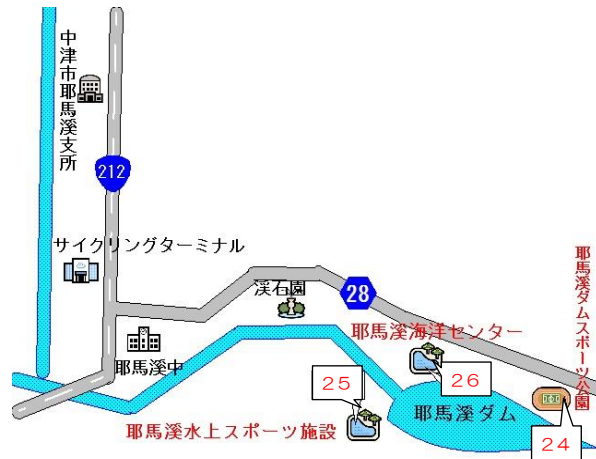 中津市耶馬溪支所
212
サイクリングターミナル
渓石園
28
耶馬溪海洋センター
耶馬溪ダムスポーツ公園
耶馬溪中
25
26
耶馬溪ダム
耶馬溪水上スポーツ施設
24